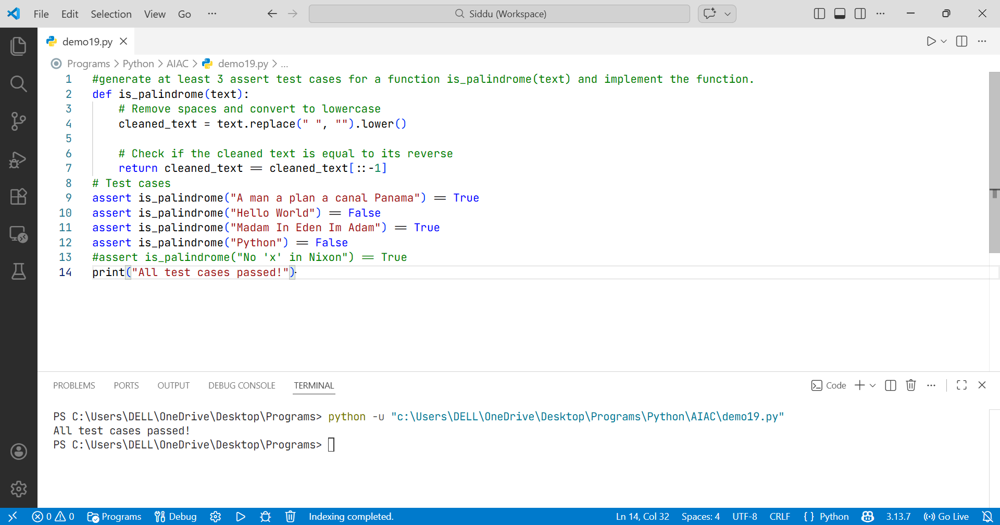 File Edit Selection View Go ... Siddu (Workspace)
demo19.py
Programs > Python > AIAC > demo19.py > ...
1 #generate at least 3 assert test cases for a function is_palindrome(text) and implement the function.
2 def is_palindrome(text):
3 # Remove spaces and convert to lowercase
4 cleaned_text = text.replace(" ", "").lower()
5
6 # Check if the cleaned text is equal to its reverse
7 return cleaned_text == cleaned_text[::-1]
8 # Test cases
9 assert is_palindrome("A man a plan a canal Panama") == True
10 assert is_palindrome("Hello World") == False
11 assert is_palindrome("Madam In Eden Im Adam") == True
12 assert is_palindrome("Python") == False
13 #assert is_palindrome("No 'x' in Nixon") == True
14 print("All test cases passed!")
PROBLEMS PORTS OUTPUT DEBUG CONSOLE TERMINAL Code
PS C:\Users\DELL\OneDrive\Desktop\Programs> python -u "c:\Users\DELL\OneDrive\Desktop\Programs\Python\AIAC\demo19.py"
All test cases passed!
PS C:\Users\DELL\OneDrive\Desktop\Programs>
0 0 Programs Debug Indexing completed. Ln 14, Col 32 Spaces: 4 UTF-8 CRLF {} Python 3.13.7 Go Live